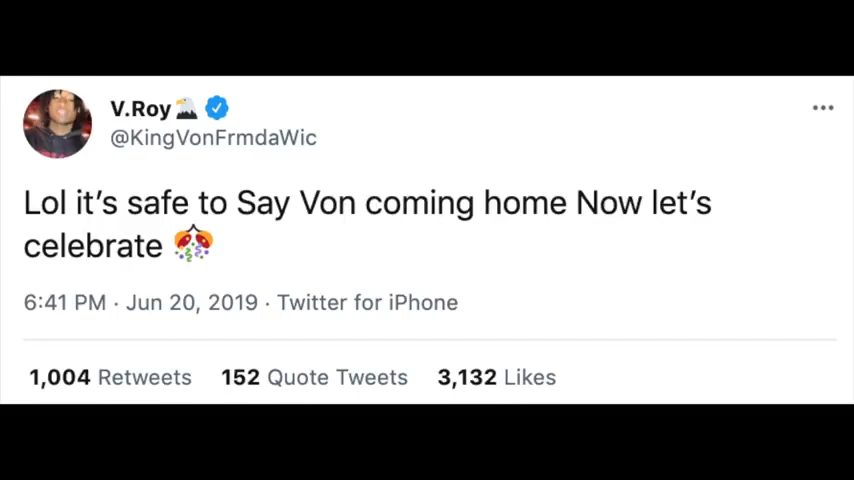 V.Roy🦅
@KingVonFrmdaWic
Lol it's safe to Say Von coming home Now let's
celebrate 🎊
6:41 PM · Jun 20, 2019 · Twitter for iPhone
1,004 Retweets 152 Quote Tweets 3,132 Likes